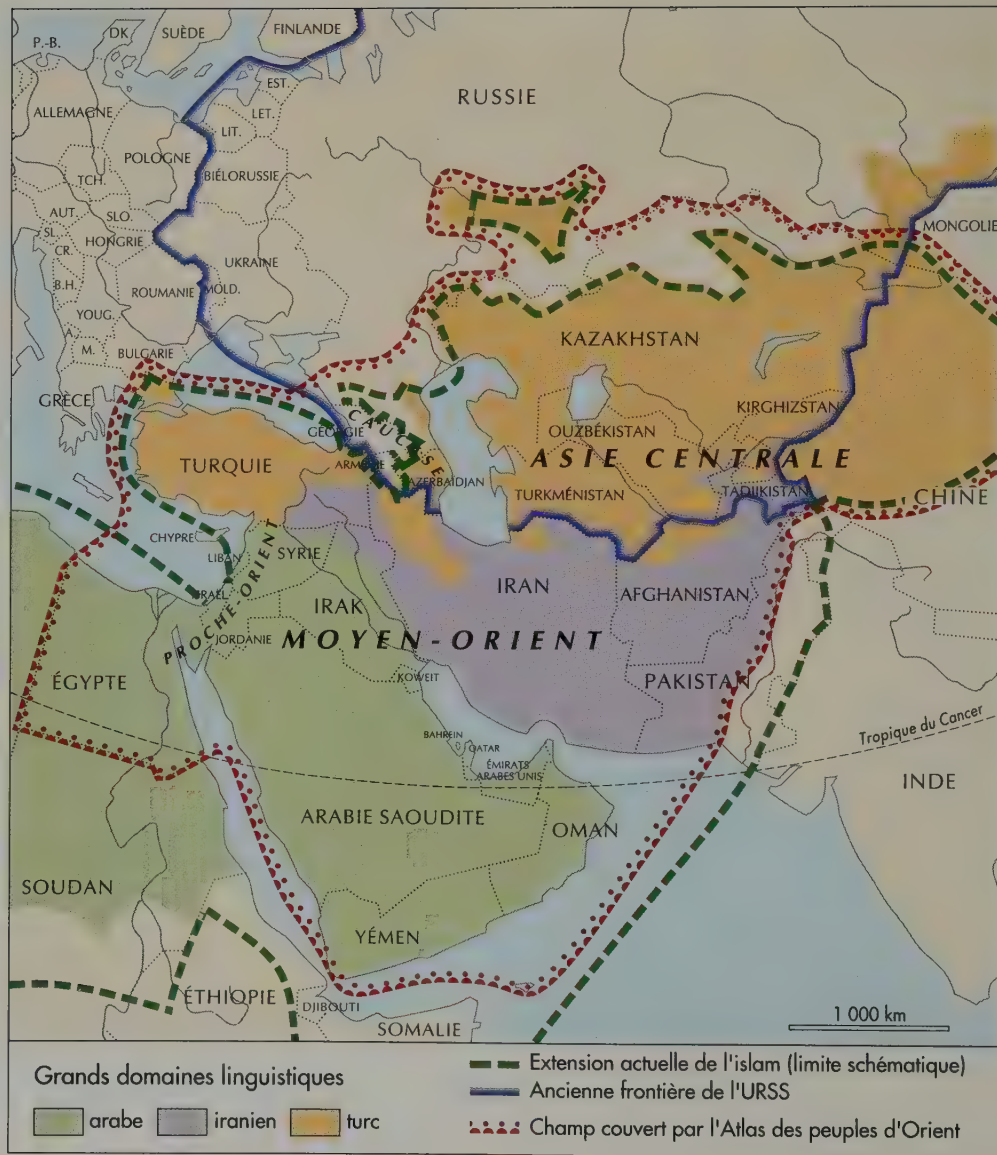 P.-B.
DK
SUÈDE
FINLANDE
EST.
RUSSIE
ALLEMAGNE
LET.
LIT.
POLOGNE
BIÉLORUSSIE
TCH.
AUT.
SLO.
MONGOLIE
SL.
HONGRIE
CR.
UKRAINE
B.H.
ROUMANIE
MOLD.
YOUG.
KAZAKHSTAN
A.
M.
BULGARIE
GRÈCE
KIRGHIZSTAN
CAUCASE
GÉORGIE
OUZBÉKISTAN
TURQUIE
ARMÉNIE
ASIE CENTRALE
AZERBAÏDJAN
TURKMÉNISTAN
TADJIKISTAN
CHINE
CHYPRE
SYRIE
LIBAN
PROCHE-ORIENT
ISRAEL
IRAK
IRAN
AFGHANISTAN
JORDANIE
MOYEN-ORIENT
ÉGYPTE
KOWEIT
PAKISTAN
Tropique du Cancer
BAHREIN
QATAR
ÉMIRATS
ARABES UNIS
INDE
ARABIE SAOUDITE
OMAN
SOUDAN
YÉMEN
ÉTHIOPIE
DJIBOUTI
SOMALIE
1 000 km
Grands domaines linguistiques
arabe
iranien
turc
Extension actuelle de l'islam (limite schématique)
Ancienne frontière de l'URSS
Champ couvert par l'Atlas des peuples d'Orient